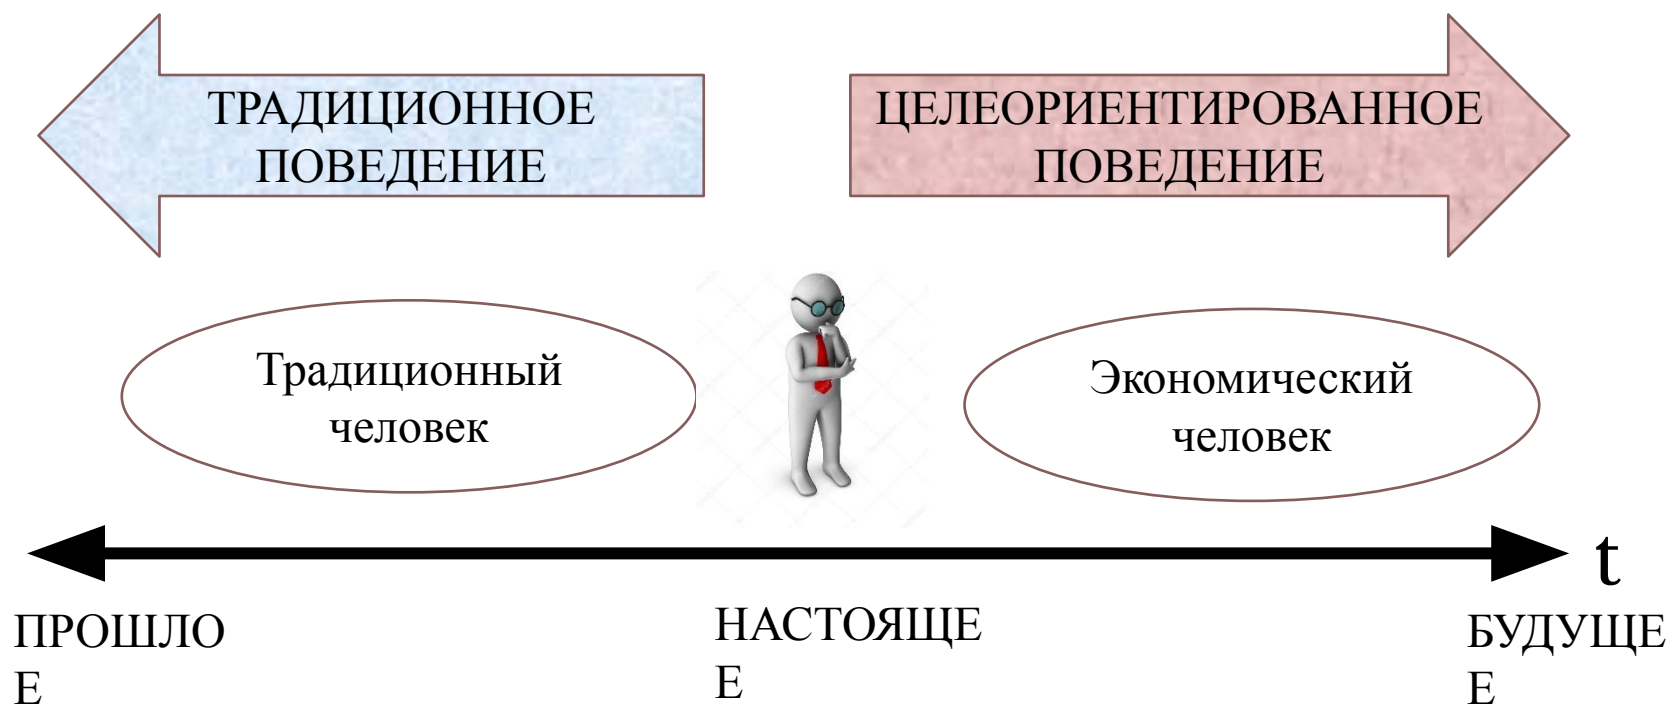 ТРАДИЦИОННОЕ
ПОВЕДЕНИЕ
ЦЕЛЕОРИЕНТИРОВАННОЕ
ПОВЕДЕНИЕ
Традиционный
человек
Экономический
человек
t
ПРОШЛО
Е
НАСТОЯЩЕ
Е
БУДУЩЕ
Е